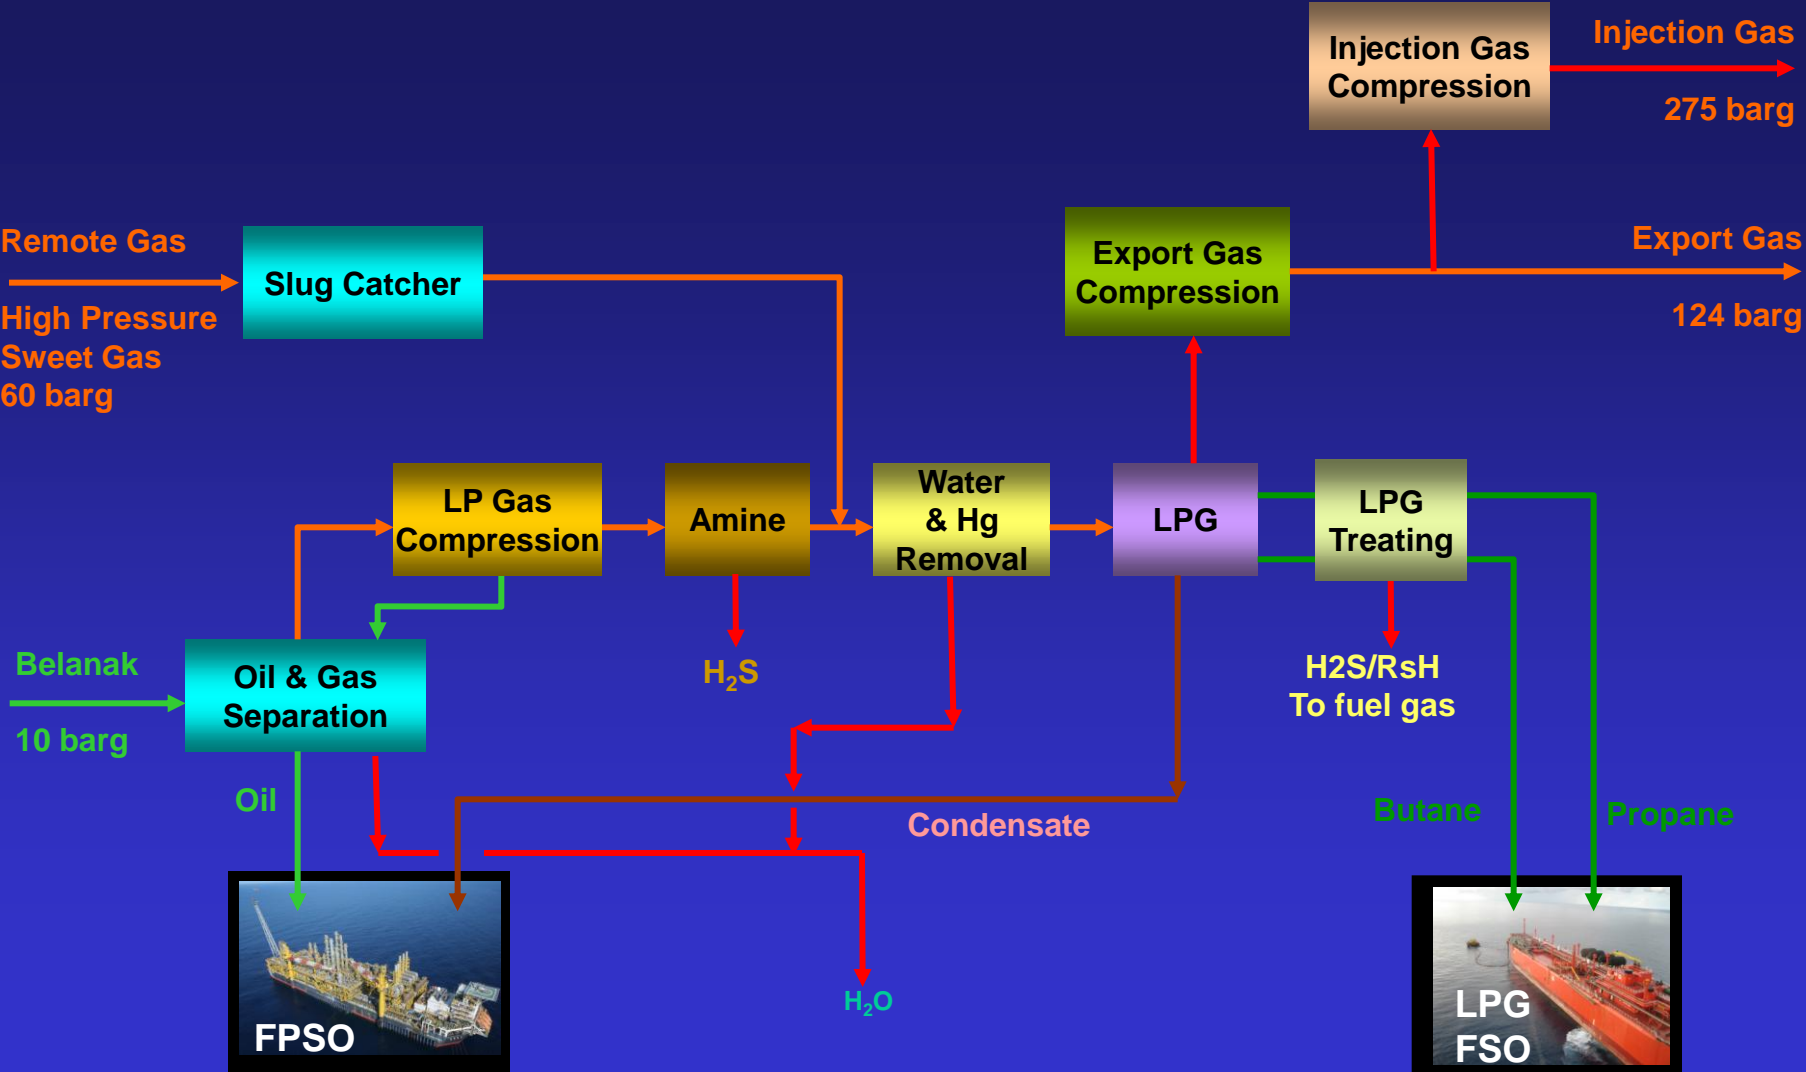 Injection Gas
Compression
Injection Gas
275 barg
Remote Gas
High Pressure
Sweet Gas
60 barg
Slug Catcher
Export Gas
Compression
Export Gas
124 barg
LP Gas
Compression
Amine
Water
& Hg
Removal
LPG
LPG
Treating
Belanak
10 barg
Oil & Gas
Separation
H₂S
H2S/RsH
To fuel gas
Oil
Condensate
Butane
Propane
H₂O
FPSO
LPG
FSO